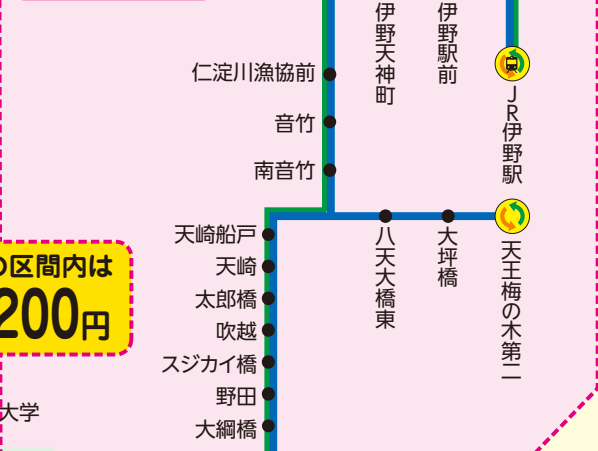 伊野天神町
伊野駅前
JR伊野駅
仁淀川漁協前
音竹
南音竹
天崎船戸
天崎
太郎橋
吹越
スジカイ橋
野田
大綱橋
八天大橋東
大坪橋
天王梅の木第二
の区間内は
200円
大学